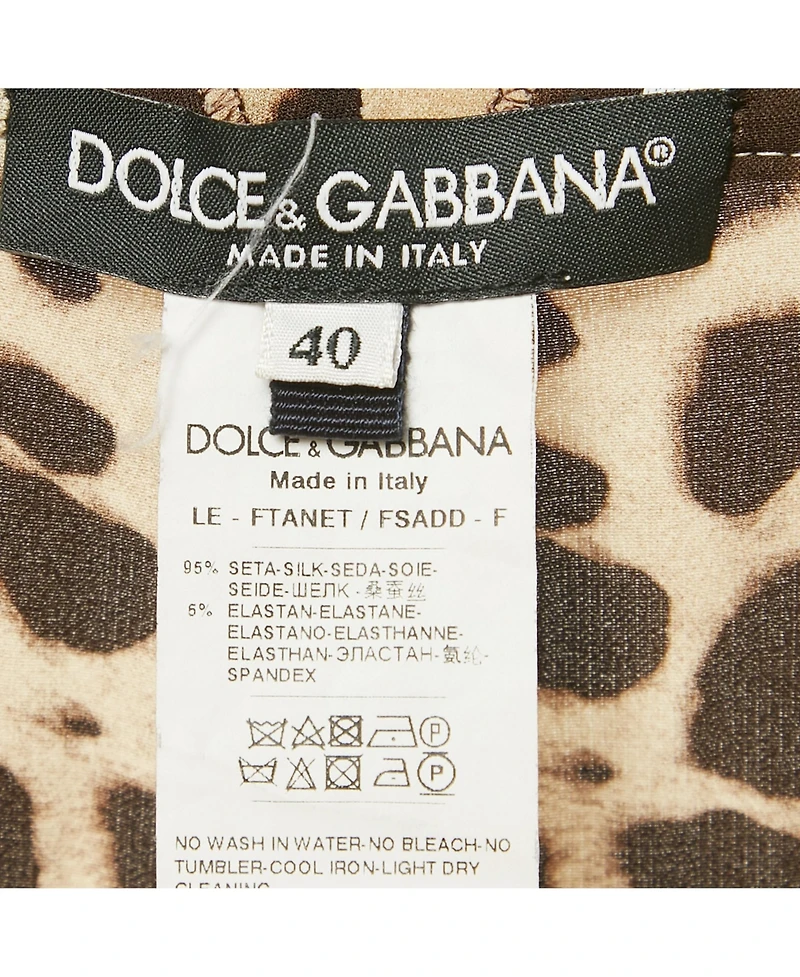 DOLCE & GABBANA®
MADE IN ITALY
40
DOLCE & GABBANA
Made in Italy
LE - FTANET / FSADD - F
95% SETA-SILK-SEDA-SOIE-
SEIDE-ШЕЛК-桑蚕丝
5% ELASTAN-ELASTANE-
ELASTANO-ELASTHANNE-
ELASTHAN-ЭЛАСТАН-氨纶-
SPANDEX
P
P
NO WASH IN WATER-NO BLEACH-NO
TUMBLER-COOL IRON-LIGHT DRY
CLEANING